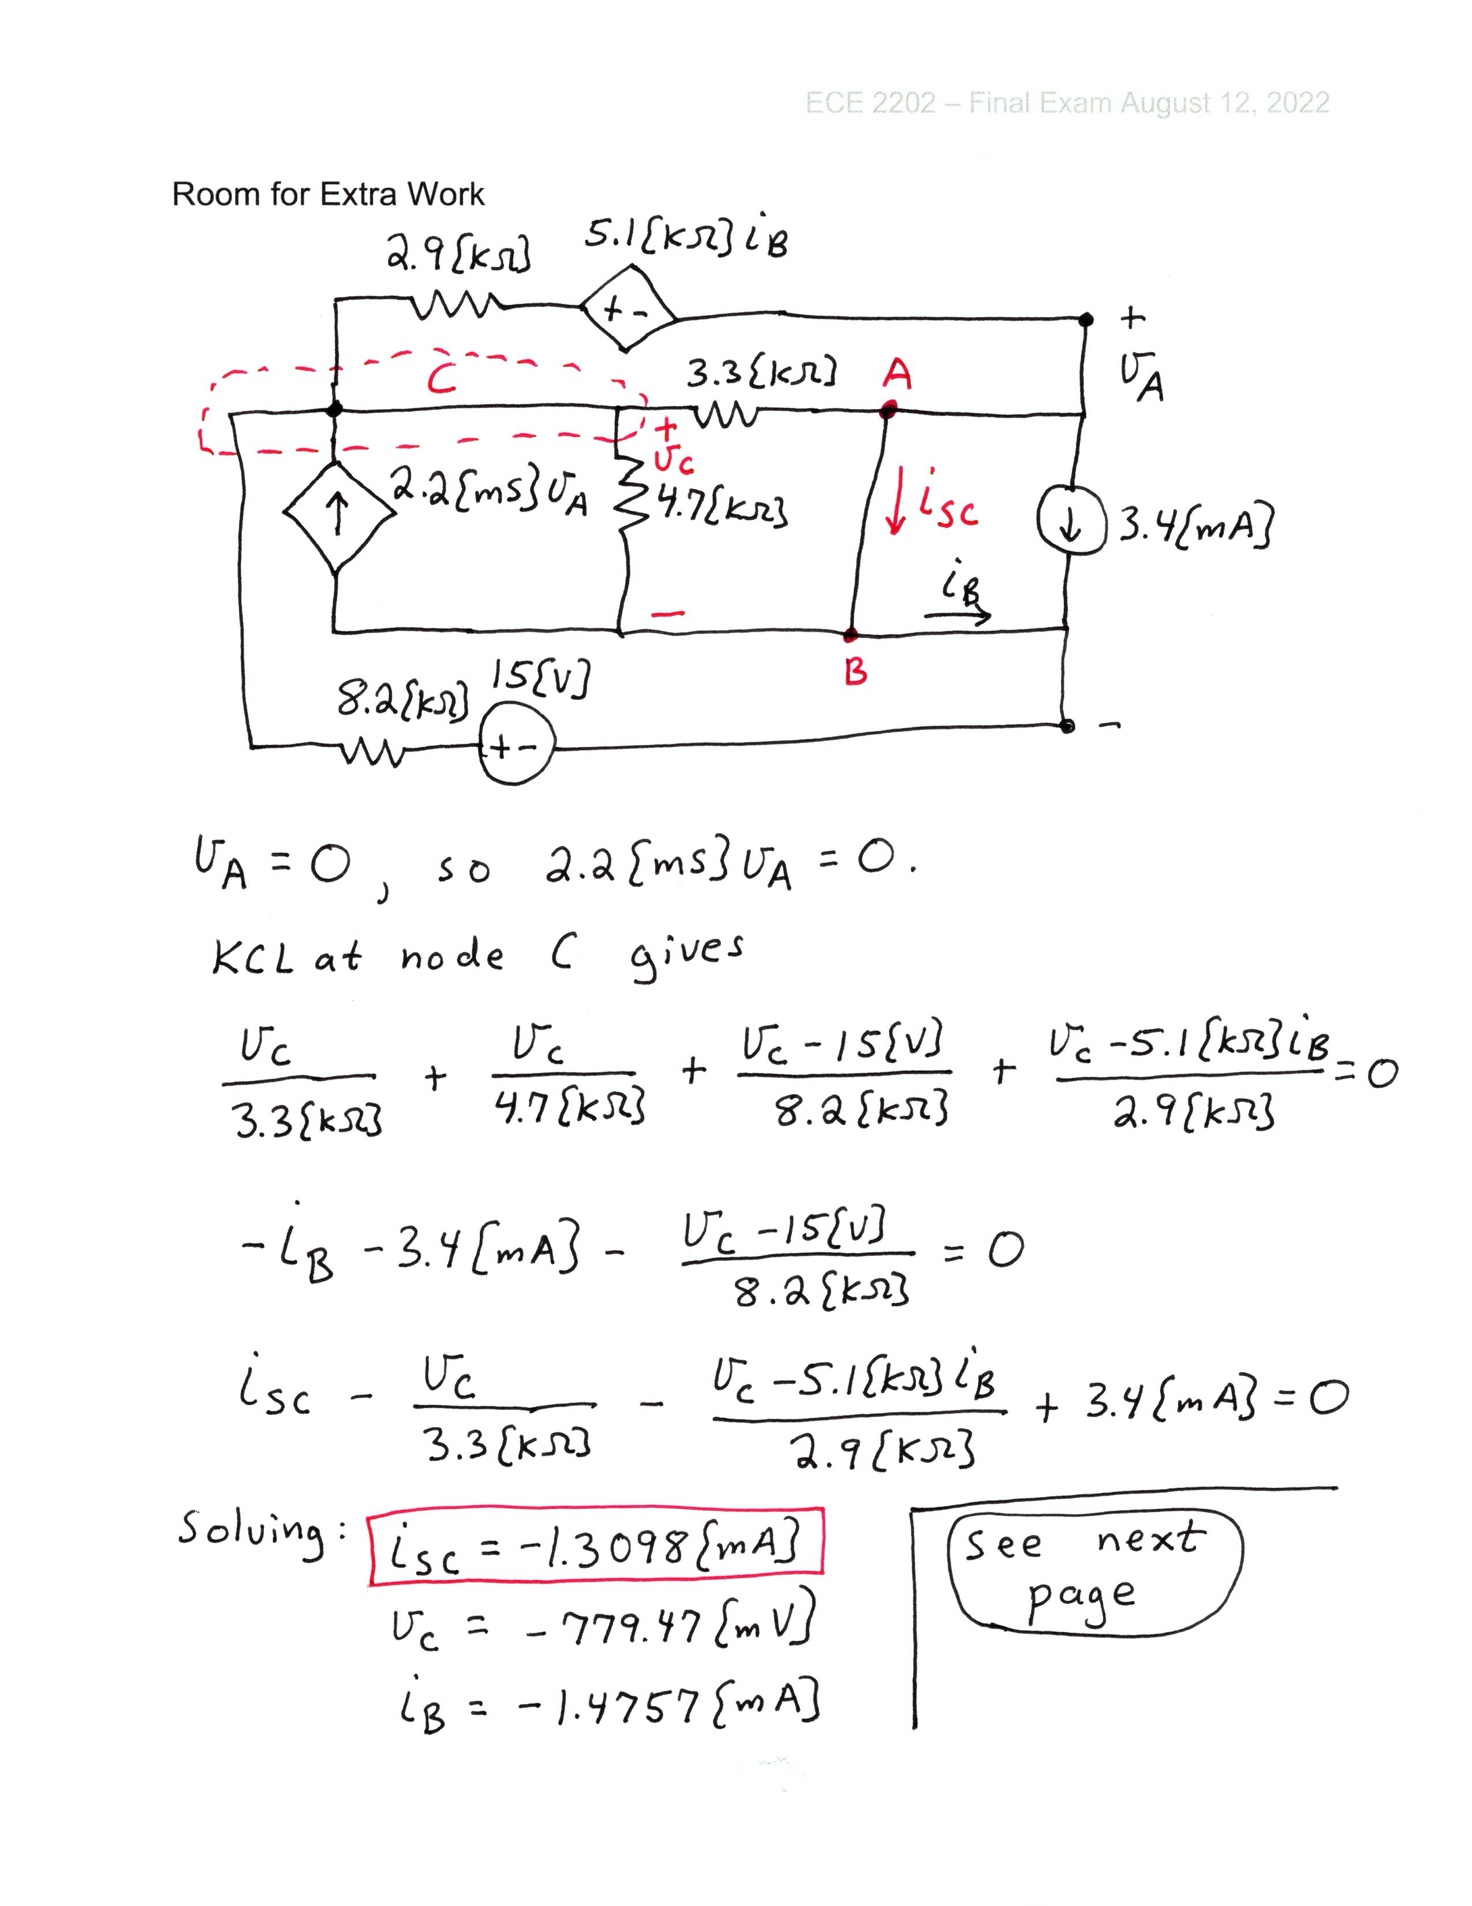 ECE 2202 – Final Exam August 12, 2022
Room for Extra Work
2.9[kΩ]
5.1[kΩ] iB
+ -
+
vA
C
3.3[kΩ]
A
+
vC
2.2[mS] vA
4.7[kΩ]
iSC
3.4[mA]
iB
−
B
8.2[kΩ]
15[V]
+ -
-
vA = 0, so 2.2[mS] vA = 0.
KCL at node C gives
vC / 3.3[kΩ] + vC / 4.7[kΩ] + vC - 15[V] / 8.2[kΩ] + vC - 5.1[kΩ] iB / 2.9[kΩ] = 0
-iB - 3.4[mA] - vC - 15[V] / 8.2[kΩ] = 0
iSC - vC / 3.3[kΩ] - vC - 5.1[kΩ] iB / 2.9[kΩ] + 3.4[mA] = 0
Solving: iSC = -1.3098[mA]
vC = -779.47[mV]
iB = -1.4757[mA]
see next
page